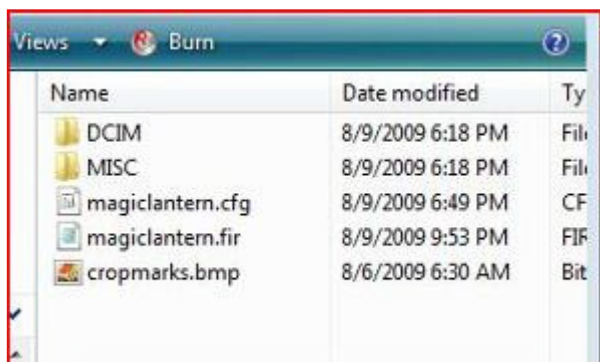 Views Burn
Name Date modified Ty
DCIM 8/9/2009 6:18 PM File
MISC 8/9/2009 6:18 PM File
magiclantern.cfg 8/9/2009 6:49 PM CF
magiclantern.fir 8/9/2009 9:53 PM FIR
cropmarks.bmp 8/6/2009 6:30 AM Bit